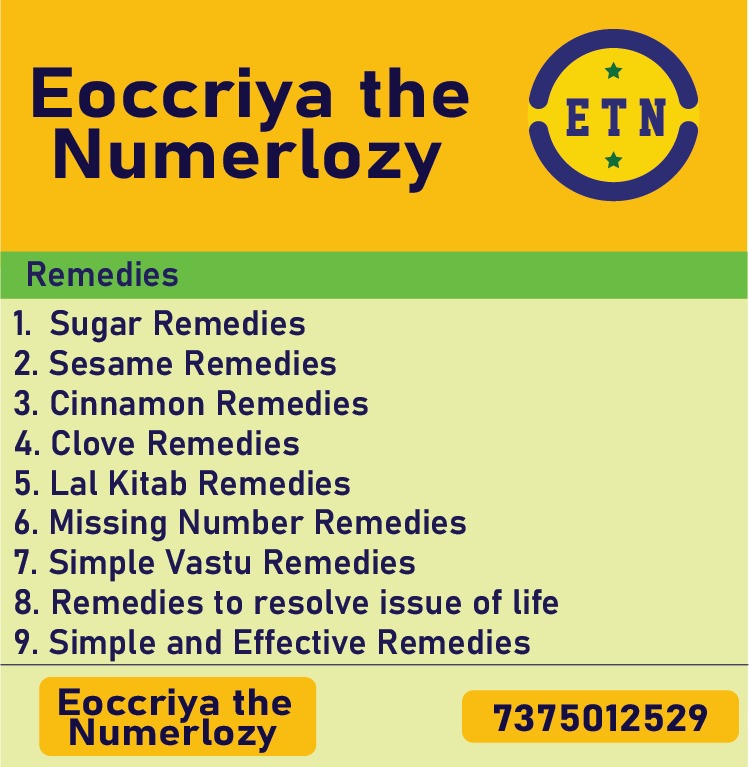 Eoccriya the
Numerlozy
E T N
Remedies
1. Sugar Remedies
2. Sesame Remedies
3. Cinnamon Remedies
4. Clove Remedies
5. Lal Kitab Remedies
6. Missing Number Remedies
7. Simple Vastu Remedies
8. Remedies to resolve issue of life
9. Simple and Effective Remedies
Eoccriya the
Numerlozy
7375012529